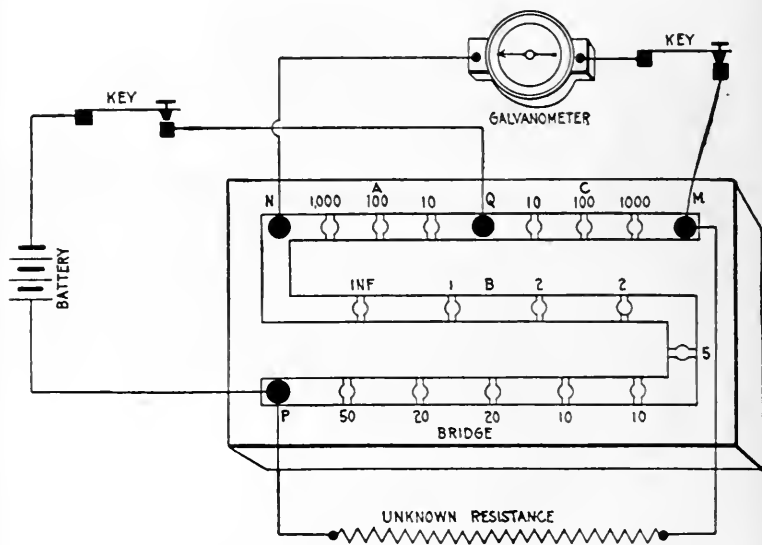 KEY
GALVANOMETER
KEY
BATTERY
A C
N 1,000 100 10 Q 10 100 1000 M
INF 1 B 2 2
5
P 50 20 20 10 10
BRIDGE
UNKNOWN RESISTANCE